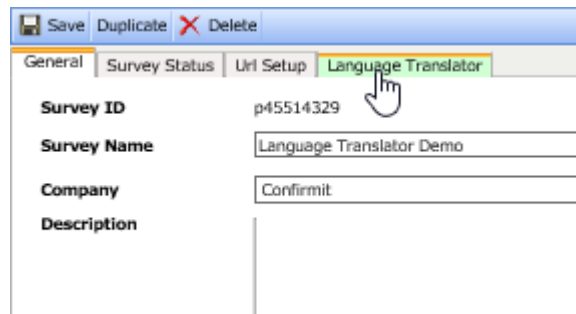 Save Duplicate Delete
General Survey Status Url Setup Language Translator
Survey ID p45514329
Survey Name Language Translator Demo
Company Confirmit
Description